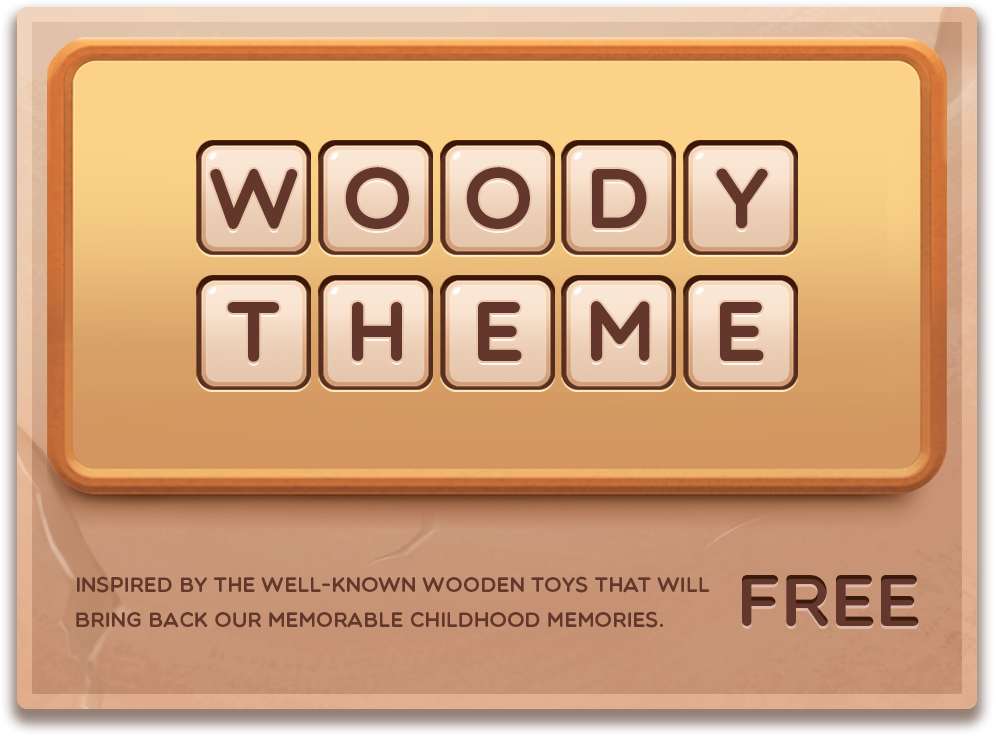 WOODY
THEME
INSPIRED BY THE WELL-KNOWN WOODEN TOYS THAT WILL
BRING BACK OUR MEMORABLE CHILDHOOD MEMORIES.
FREE